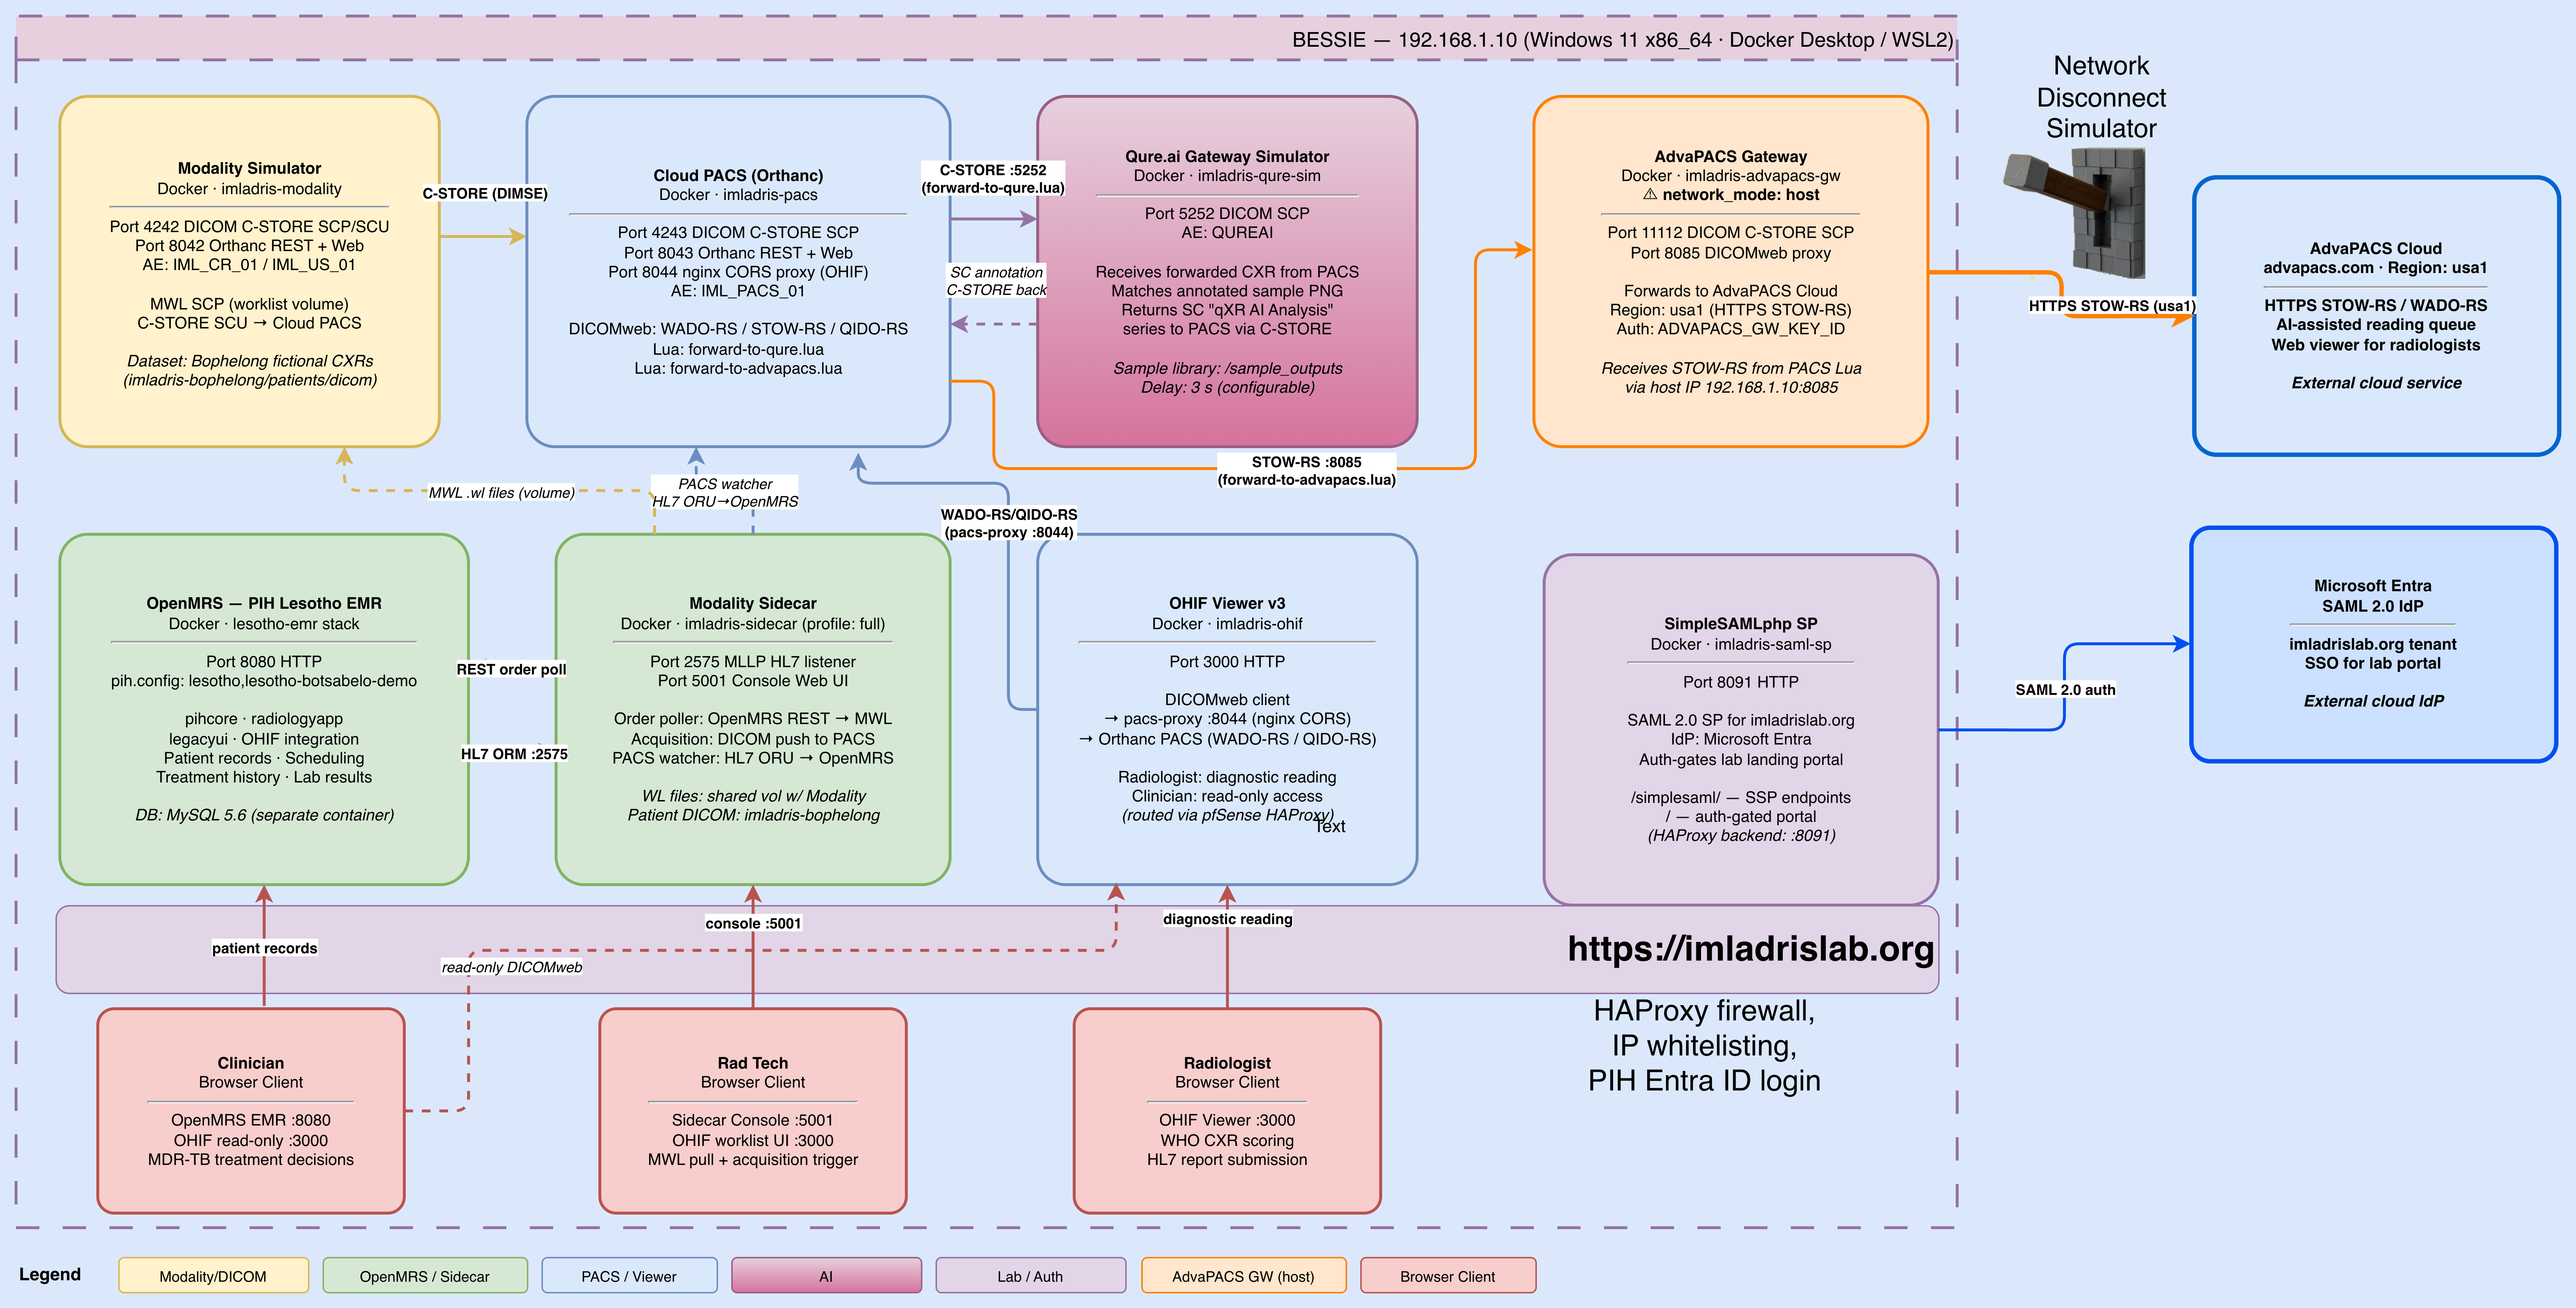 BESSIE — 192.168.1.10 (Windows 11 x86_64 · Docker Desktop / WSL2)
Network
Disconnect
Simulator
Modality Simulator
Docker · imladris-modality
Port 4242 DICOM C-STORE SCP/SCU
Port 8042 Orthanc REST + Web
AE: IML_CR_01 / IML_US_01
MWL SCP (worklist volume)
C-STORE SCU → Cloud PACS
Dataset: Bophelong fictional CXRs
(imladris-bophelong/patients/dicom)
C-STORE (DIMSE)
Cloud PACS (Orthanc)
Docker · imladris-pacs
Port 4243 DICOM C-STORE SCP
Port 8043 Orthanc REST + Web
Port 8044 nginx CORS proxy (OHIF)
AE: IML_PACS_01
DICOMweb: WADO-RS / STOW-RS / QIDO-RS
Lua: forward-to-qure.lua
Lua: forward-to-advapacs.lua
C-STORE :5252
(forward-to-qure.lua)
SC annotation
C-STORE back
Qure.ai Gateway Simulator
Docker · imladris-qure-sim
Port 5252 DICOM SCP
AE: QUREAI
Receives forwarded CXR from PACS
Matches annotated sample PNG
Returns SC "qXR AI Analysis"
series to PACS via C-STORE
Sample library: /sample_outputs
Delay: 3 s (configurable)
AdvaPACS Gateway
Docker · imladris-advapacs-gw
⚠ network_mode: host
Port 11112 DICOM C-STORE SCP
Port 8085 DICOMweb proxy
Forwards to AdvaPACS Cloud
Region: usa1 (HTTPS STOW-RS)
Auth: ADVAPACS_GW_KEY_ID
Receives STOW-RS from PACS Lua
via host IP 192.168.1.10:8085
HTTPS STOW-RS (usa1)
AdvaPACS Cloud
advapacs.com · Region: usa1
HTTPS STOW-RS / WADO-RS
AI-assisted reading queue
Web viewer for radiologists
External cloud service
MWL .wl files (volume)
PACS watcher
HL7 ORU→OpenMRS
STOW-RS :8085
(forward-to-advapacs.lua)
WADO-RS/QIDO-RS
(pacs-proxy :8044)
OpenMRS — PIH Lesotho EMR
Docker · lesotho-emr stack
Port 8080 HTTP
pih.config: lesotho,lesotho-botsabelo-demo
pihcore · radiologyapp
legacyui · OHIF integration
Patient records · Scheduling
Treatment history · Lab results
DB: MySQL 5.6 (separate container)
REST order poll
HL7 ORM :2575
Modality Sidecar
Docker · imladris-sidecar (profile: full)
Port 2575 MLLP HL7 listener
Port 5001 Console Web UI
Order poller: OpenMRS REST → MWL
Acquisition: DICOM push to PACS
PACS watcher: HL7 ORU → OpenMRS
WL files: shared vol w/ Modality
Patient DICOM: imladris-bophelong
OHIF Viewer v3
Docker · imladris-ohif
Port 3000 HTTP
DICOMweb client
→ pacs-proxy :8044 (nginx CORS)
→ Orthanc PACS (WADO-RS / QIDO-RS)
Radiologist: diagnostic reading
Clinician: read-only access
(routed via pfSense HAProxy)
Text
SimpleSAMLphp SP
Docker · imladris-saml-sp
Port 8091 HTTP
SAML 2.0 SP for imladrislab.org
IdP: Microsoft Entra
Auth-gates lab landing portal
/simplesaml/ — SSP endpoints
/ — auth-gated portal
(HAProxy backend: :8091)
SAML 2.0 auth
Microsoft Entra
SAML 2.0 IdP
imladrislab.org tenant
SSO for lab portal
External cloud IdP
patient records
read-only DICOMweb
console :5001
diagnostic reading
https://imladrislab.org
HAProxy firewall,
IP whitelisting,
PIH Entra ID login
Clinician
Browser Client
OpenMRS EMR :8080
OHIF read-only :3000
MDR-TB treatment decisions
Rad Tech
Browser Client
Sidecar Console :5001
OHIF worklist UI :3000
MWL pull + acquisition trigger
Radiologist
Browser Client
OHIF Viewer :3000
WHO CXR scoring
HL7 report submission
Legend
Modality/DICOM
OpenMRS / Sidecar
PACS / Viewer
AI
Lab / Auth
AdvaPACS GW (host)
Browser Client